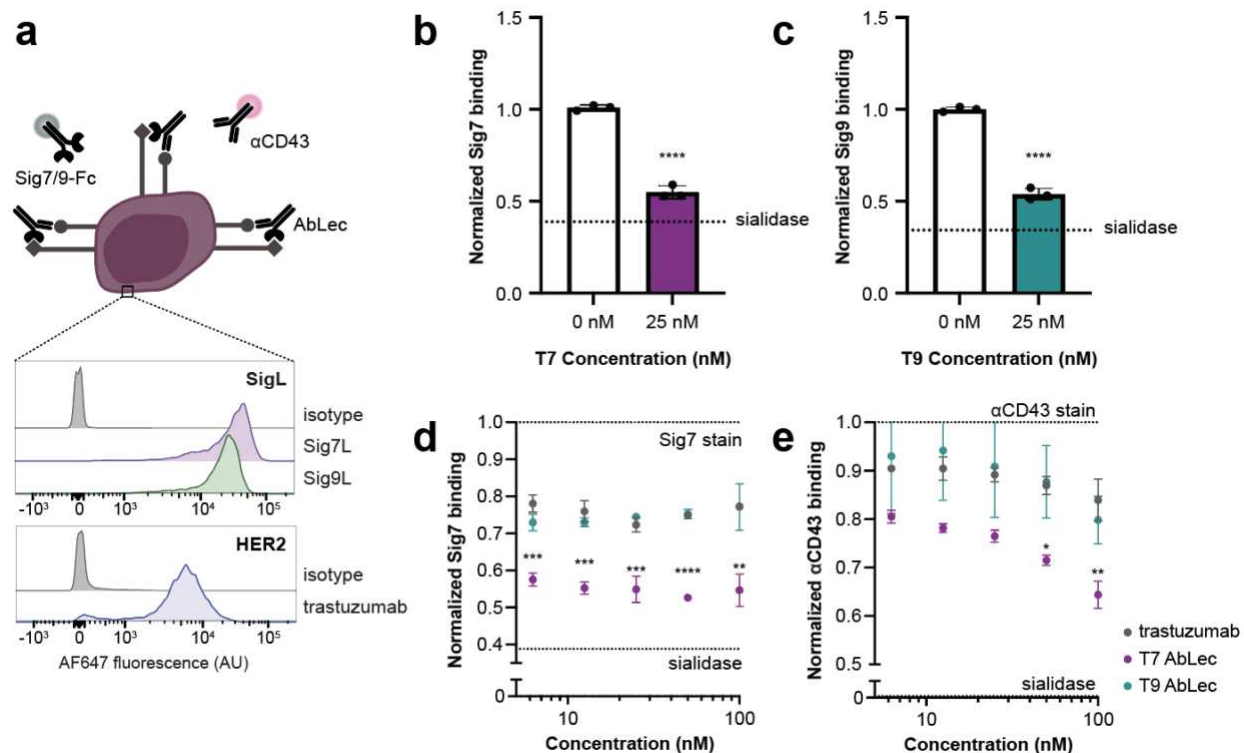 a
αCD43
Sig7/9-Fc
AbLec
SigL
isotype
Sig7L
Sig9L
-10³ 0 10³ 10⁴ 10⁵
HER2
isotype
trastuzumab
-10³ 0 10³ 10⁴ 10⁵
AF647 fluorescence (AU)
b
Normalized Sig7 binding
1.5
1.0
0.5
0.0
****
sialidase
0 nM 25 nM
T7 Concentration (nM)
c
Normalized Sig9 binding
1.5
1.0
0.5
0.0
****
sialidase
0 nM 25 nM
T9 Concentration (nM)
d
Normalized Sig7 binding
1.0
0.9
0.8
0.7
0.6
0.5
0.4
0
Sig7 stain
*** *** *** **** **
sialidase
10 100
Concentration (nM)
e
Normalized αCD43 binding
αCD43 stain
1.0
0.9
0.8
0.7
0.6
0.5
0
* **
sialidase
10 100
Concentration (nM)
trastuzumab
T7 AbLec
T9 AbLec